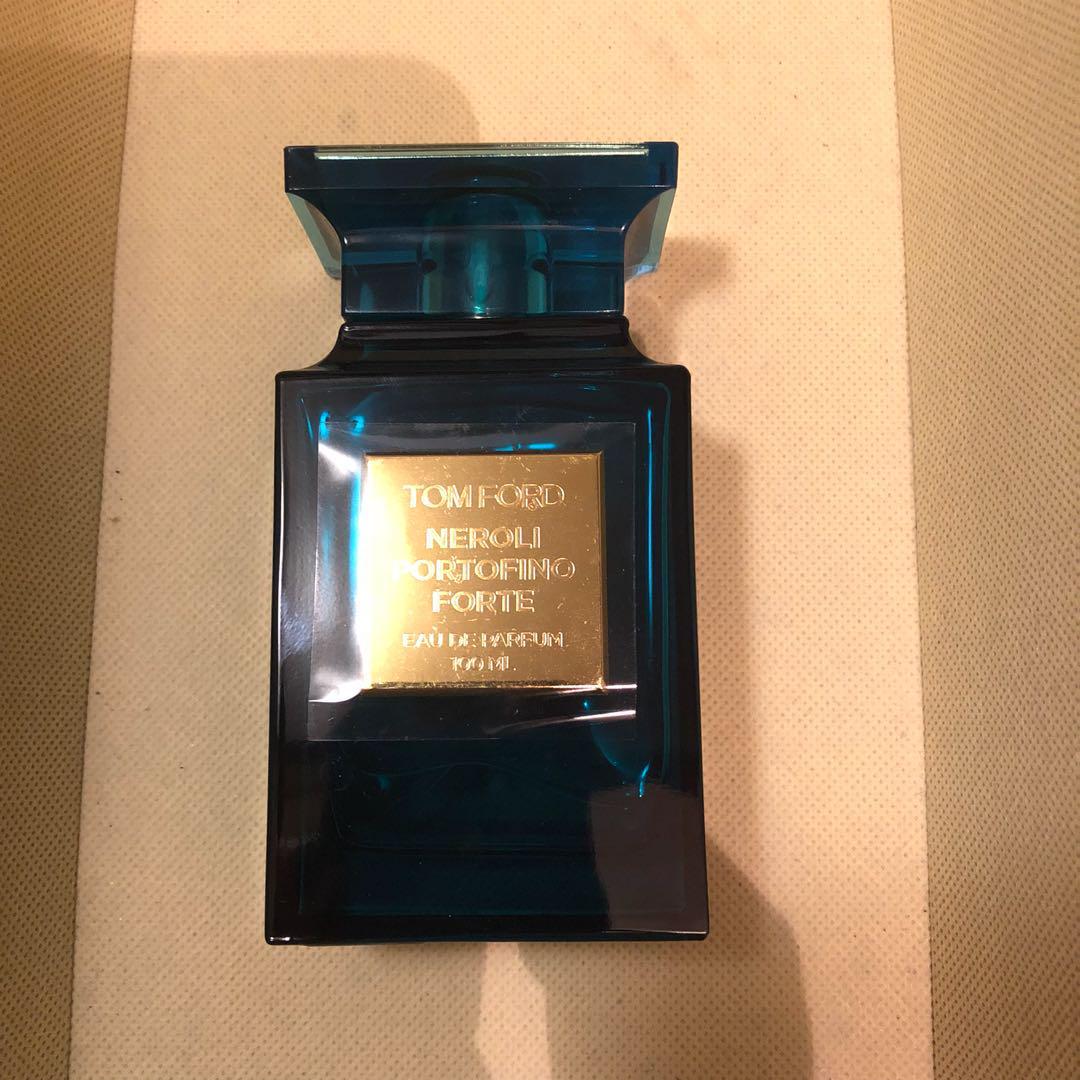 TOM FORD
NEROLI
PORTOFINO
FORTE
EAU DE PARFUM
100 ML